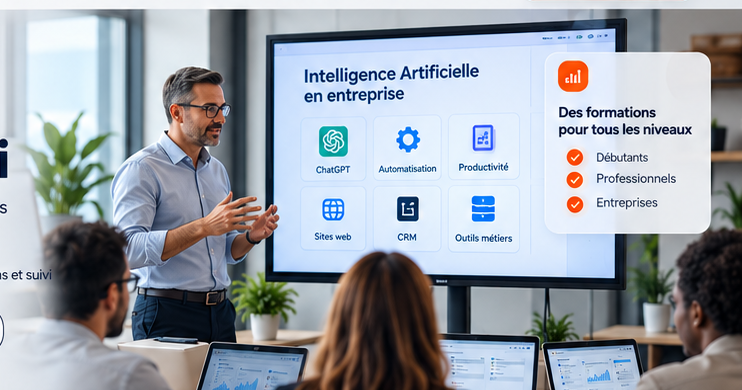 i
s
s et suivi
Intelligence Artificielle
en entreprise
ChatGPT
Automatisation
Productivité
Sites web
CRM
Outils métiers
Des formations
pour tous les niveaux
Débutants
Professionnels
Entreprises